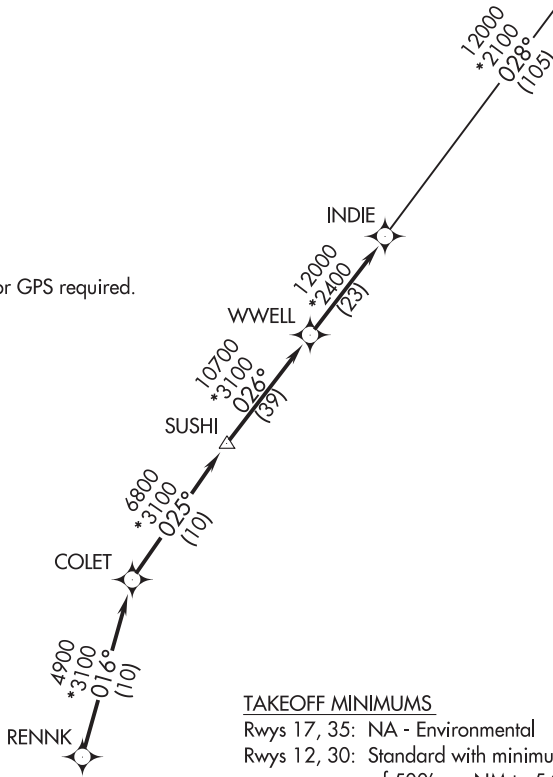 12000
*2100
028°
(105)
INDIE
or GPS required.
12000
*2400
(23)
WWELL
10700
*3100
026°
(39)
SUSHI
6800
*3100
025°
(10)
COLET
4900
*3100
016°
(10)
RENNK
TAKEOFF MINIMUMS
Rwys 17, 35: NA - Environmental
Rwys 12, 30: Standard with minimu